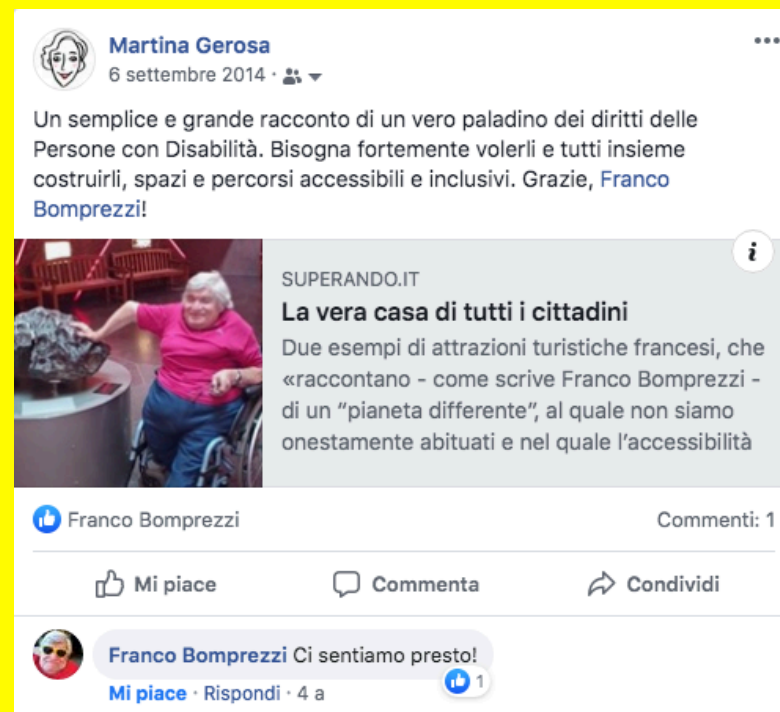 Martina Gerosa
6 settembre 2014 ·
Un semplice e grande racconto di un vero paladino dei diritti delle
Persone con Disabilità. Bisogna fortemente volerli e tutti insieme
costruirli, spazi e percorsi accessibili e inclusivi. Grazie, Franco
Bomprezzi!
SUPERANDO.IT
La vera casa di tutti i cittadini
Due esempi di attrazioni turistiche francesi, che
«raccontano - come scrive Franco Bomprezzi -
di un “pianeta differente”, al quale non siamo
onestamente abituati e nel quale l’accessibilità
Franco Bomprezzi Commenti: 1
Mi piace Commenta Condividi
Franco Bomprezzi Ci sentiamo presto!
Mi piace · Rispondi · 4 a 1